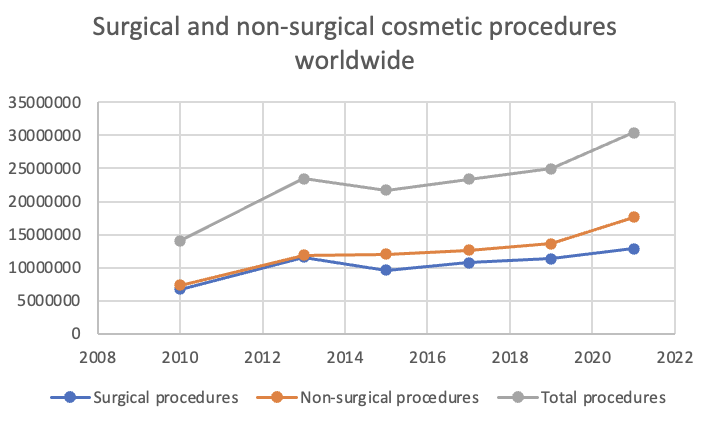 Surgical and non-surgical cosmetic procedures
worldwide
35000000
30000000
25000000
20000000
15000000
10000000
5000000
0
2008 2010 2012 2014 2016 2018 2020 2022
Surgical procedures Non-surgical procedures Total procedures